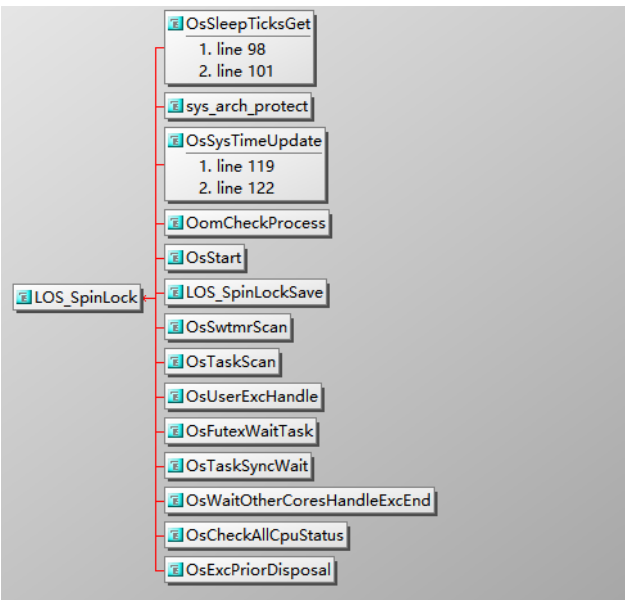 OsSleepTicksGet
1. line 98
2. line 101
sys_arch_protect
OsSysTimeUpdate
1. line 119
2. line 122
OomCheckProcess
OsStart
LOS_SpinLock
LOS_SpinLockSave
OsSwtmrScan
OsTaskScan
OsUserExcHandle
OsFutexWaitTask
OsTaskSyncWait
OsWaitOtherCoresHandleExcEnd
OsCheckAllCpuStatus
OsExcPriorDisposal